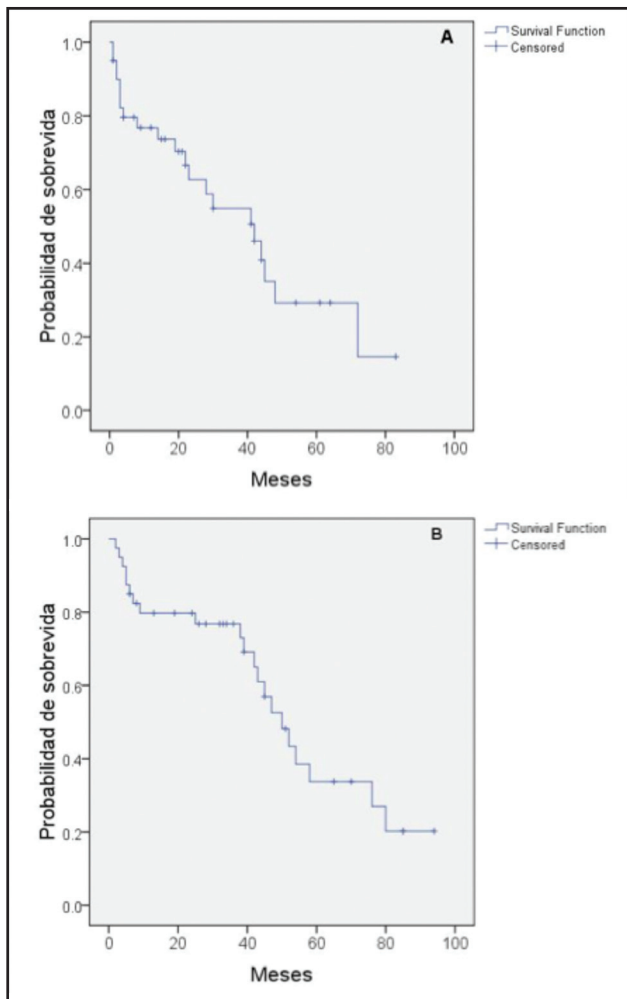 A
Survival Function
Censored
Probabilidad de sobrevida
1.0
0.8
0.6
0.4
0.2
0.0
0 20 40 60 80 100
Meses
B
Survival Function
Censored
Probabilidad de sobrevida
1.0
0.8
0.6
0.4
0.2
0.0
0 20 40 60 80 100
Meses